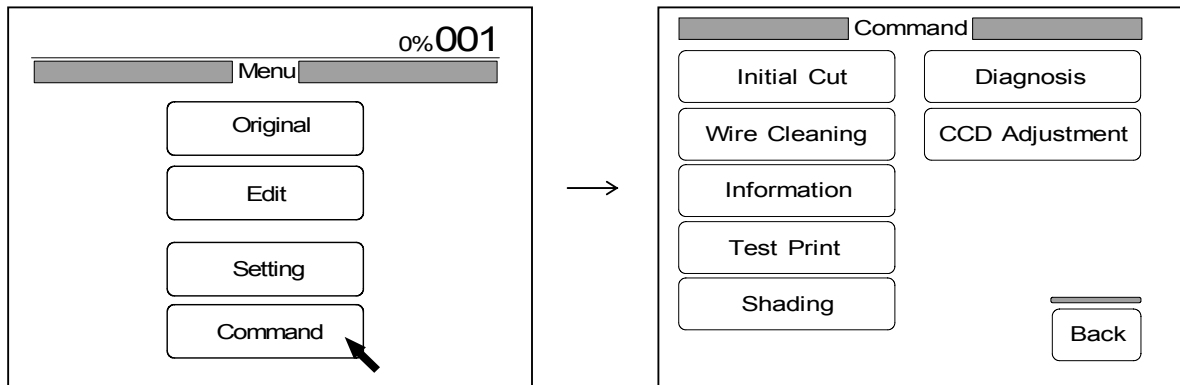 0%001
Menu
Original
Edit
Setting
Command
Command
Initial Cut
Diagnosis
Wire Cleaning
CCD Adjustment
Information
Test Print
Shading
Back